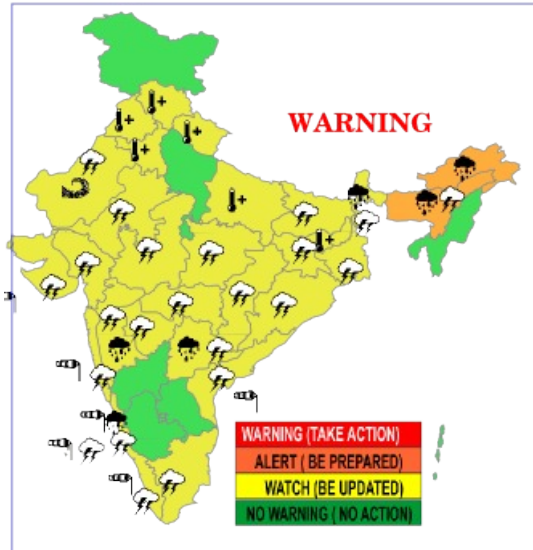 WARNING
WARNING (TAKE ACTION)
ALERT ( BE PREPARED)
WATCH (BE UPDATED)
NO WARNING ( NO ACTION)